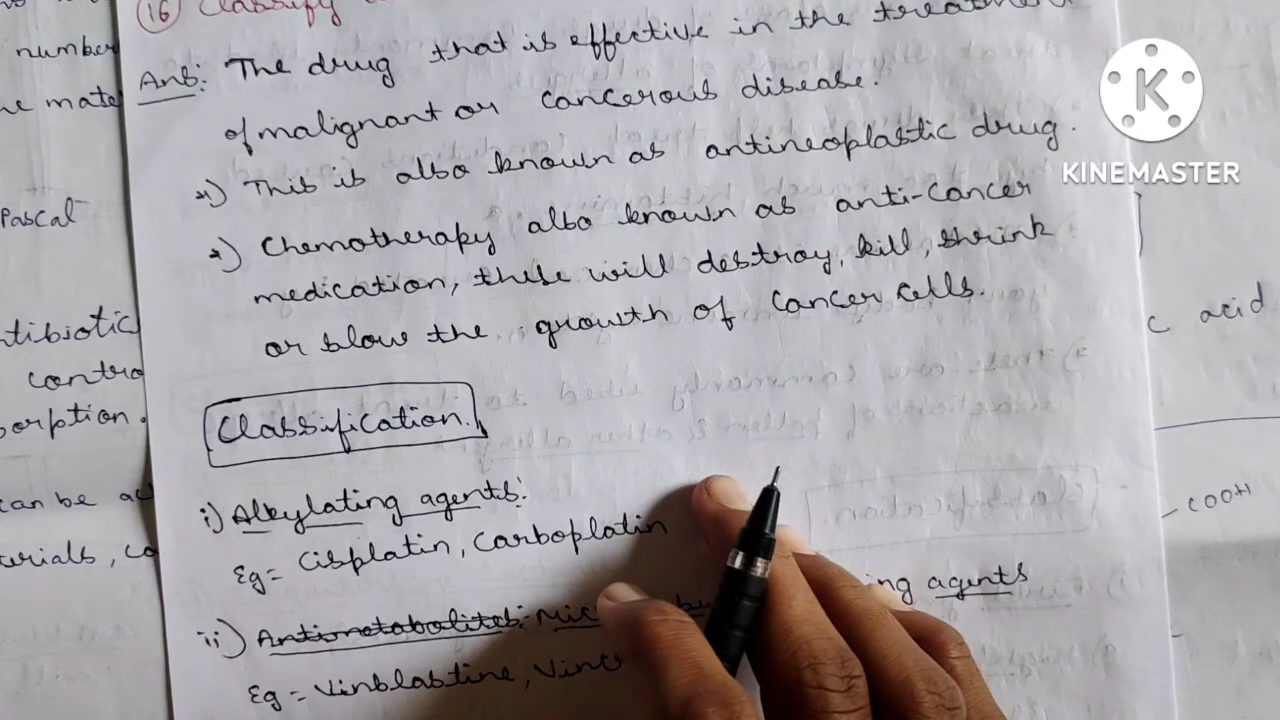 (16) Classify
number
Ans: The drug that is effective in the treatment
of malignant or cancerous disease.
*) This is also known as antineoplastic drug.
*) Chemotherapy also known as anti-cancer
medication, these will destroy, kill, shrink
or slow the growth of cancer cells.
Classification.
i) Alkylating agents:
Eg = Cisplatin, Carboplatin
ii) Antimetabolites:- Mic ing agents
Eg = Vinblastine, Vinc
Pascal
contro
orption.
can be
acid
COOH
KINEMASTER